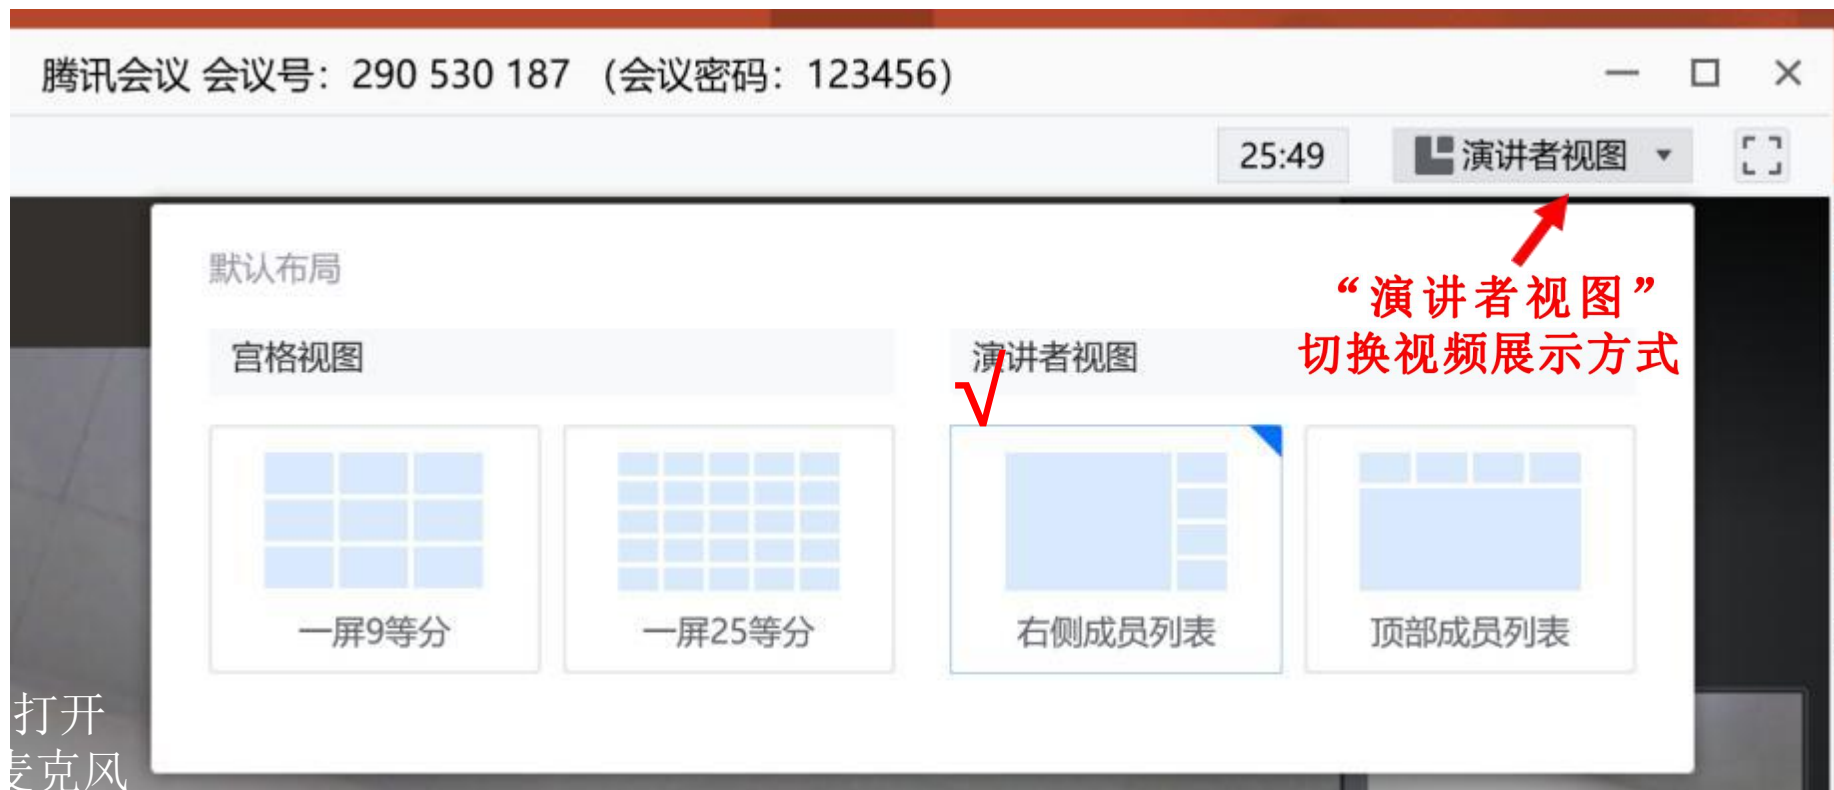 腾讯会议 会议号：290 530 187 （会议密码：123456）
25:49 演讲者视图
默认布局
“演讲者视图”
切换视频展示方式
宫格视图 演讲者视图
√
一屏9等分 一屏25等分 右侧成员列表 顶部成员列表
打开
麦克风